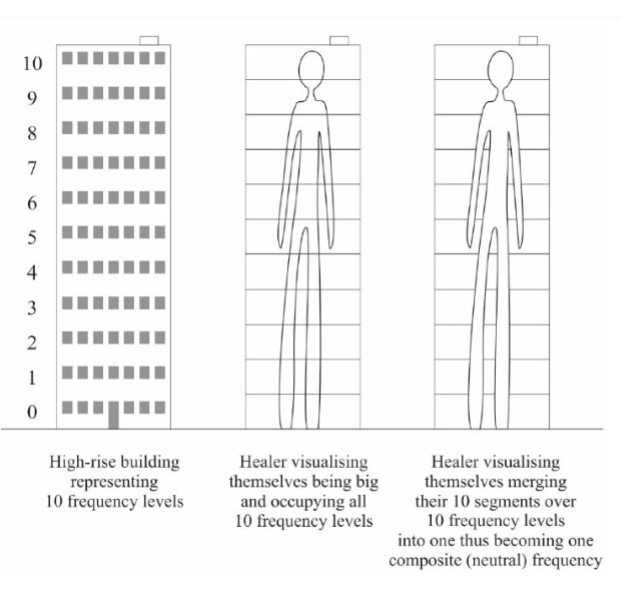 10
9
8
7
6
5
4
3
2
1
0
High-rise building
representing
10 frequency levels
Healer visualising
themselves being big
and occupying all
10 frequency levels
Healer visualising
themselves merging
their 10 segments over
10 frequency levels
into one thus becoming one
composite (neutral) frequency